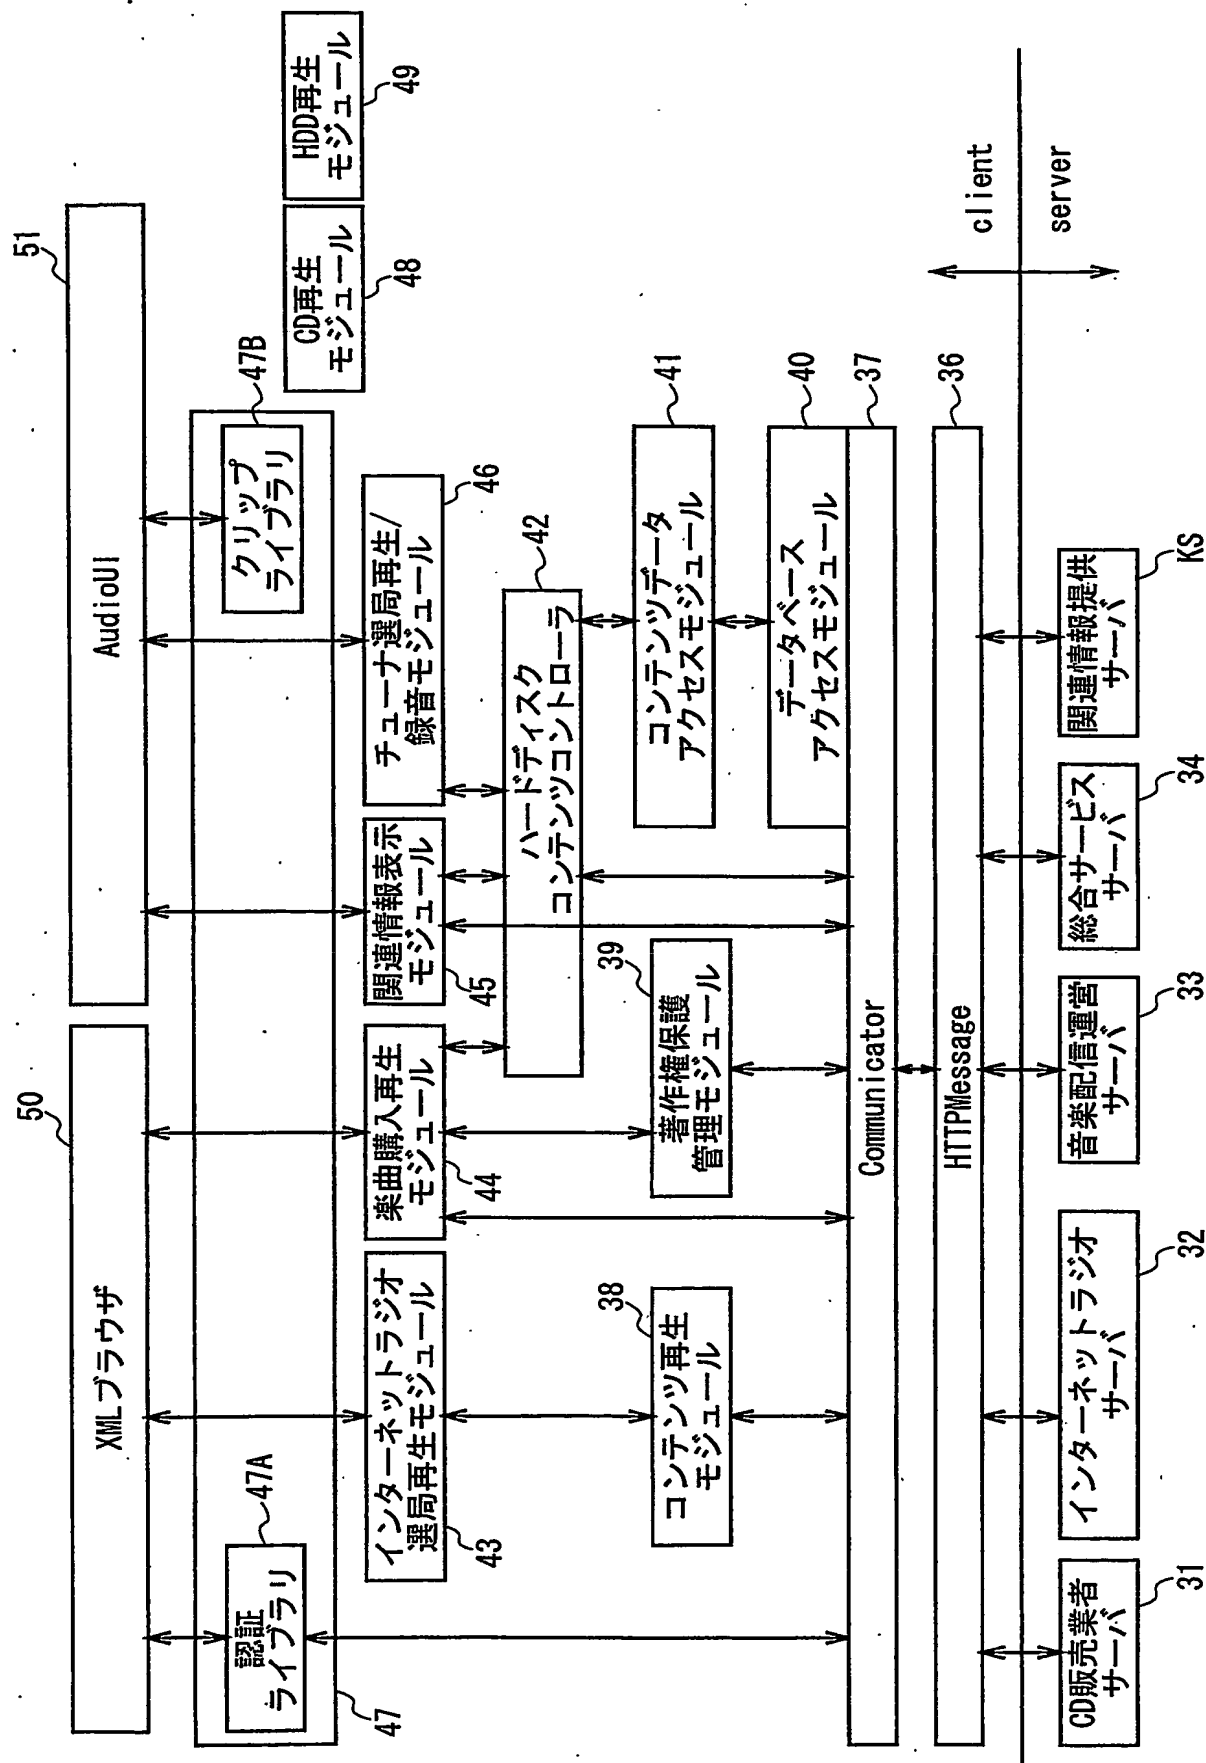 50
51
XMLブラウザ
AudioUI
47A
47B
認証
ライブラリ
クリップ
ライブラリ
47
CD再生
モジュール
HDD再生
モジュール
48
49
インターネットラジオ
選局再生モジュール
楽曲購入再生
モジュール
関連情報表示
モジュール
チューナ選局再生/
録音モジュール
43
44
45
46
ハードディスク
コンテンツコントローラ
42
38
39
41
コンテンツ再生
モジュール
著作権保護
管理モジュール
コンテンツデータ
アクセスモジュール
データベース
アクセスモジュール
40
Communicator
37
HTTPMessage
36
client
server
CD販売業者
サーバ
インターネットラジオ
サーバ
音楽配信運営
サーバ
総合サービス
サーバ
関連情報提供
サーバ
31
32
33
34
KS